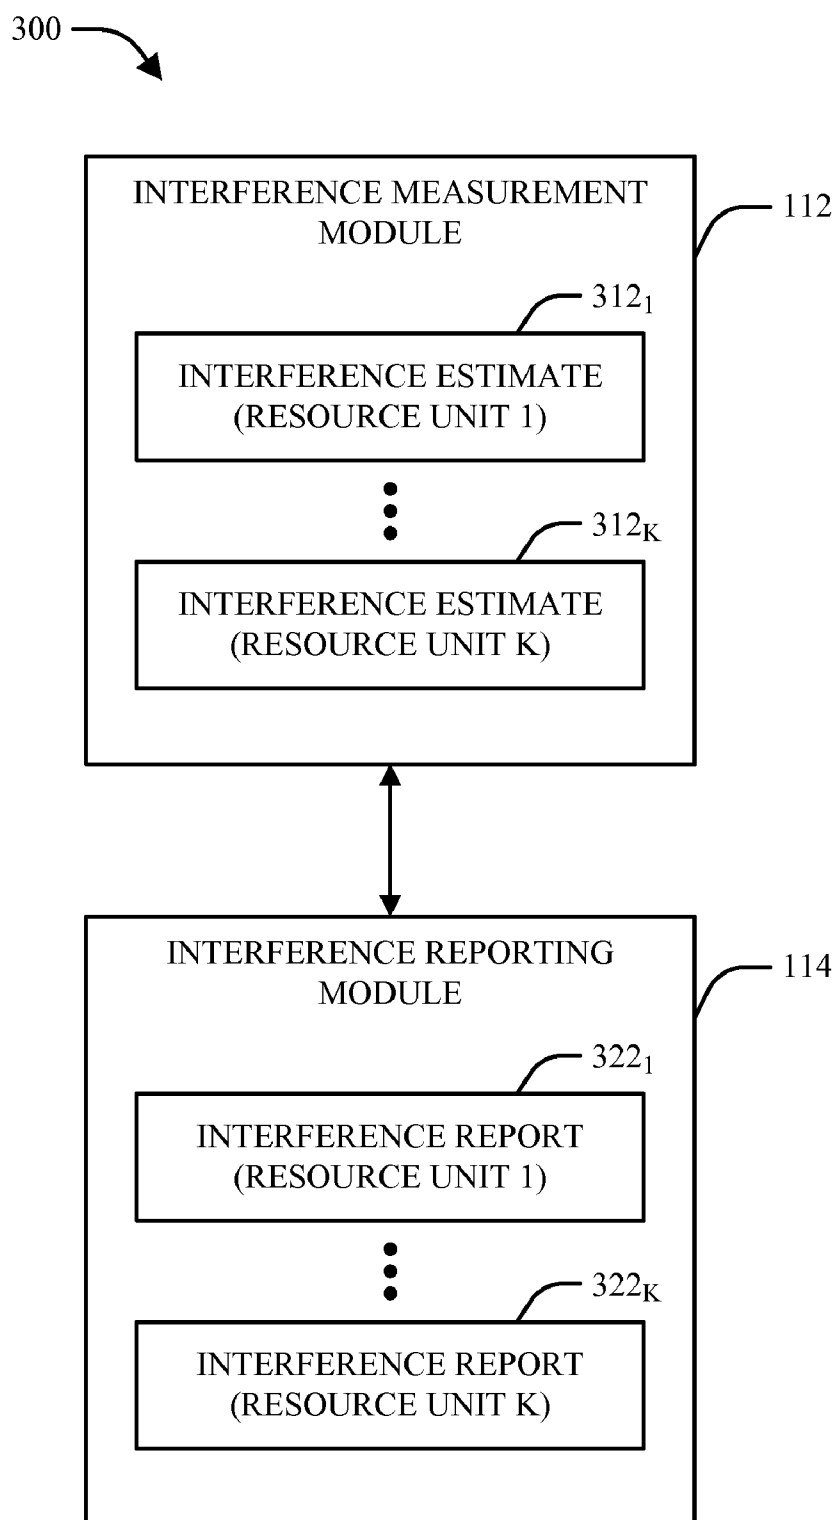 300
INTERFERENCE MEASUREMENT
MODULE
112
312₁
INTERFERENCE ESTIMATE
(RESOURCE UNIT 1)
312K
INTERFERENCE ESTIMATE
(RESOURCE UNIT K)
INTERFERENCE REPORTING
MODULE
114
322₁
INTERFERENCE REPORT
(RESOURCE UNIT 1)
322K
INTERFERENCE REPORT
(RESOURCE UNIT K)